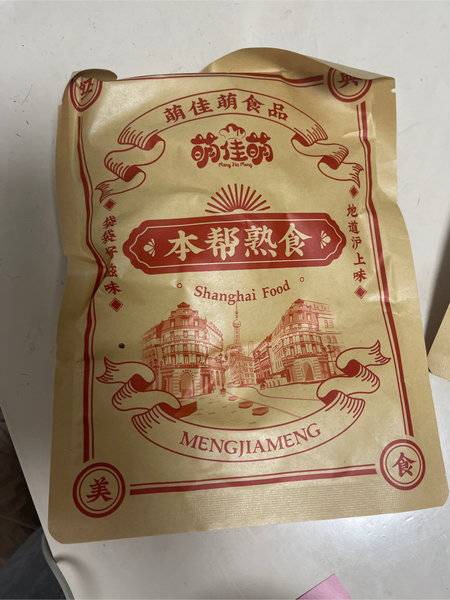 萌佳萌食品
萌佳萌
Meng Jia Meng
本帮熟食
Shanghai Food
袋袋好滋味
地道沪上味
MENGJIAMENG
美
食